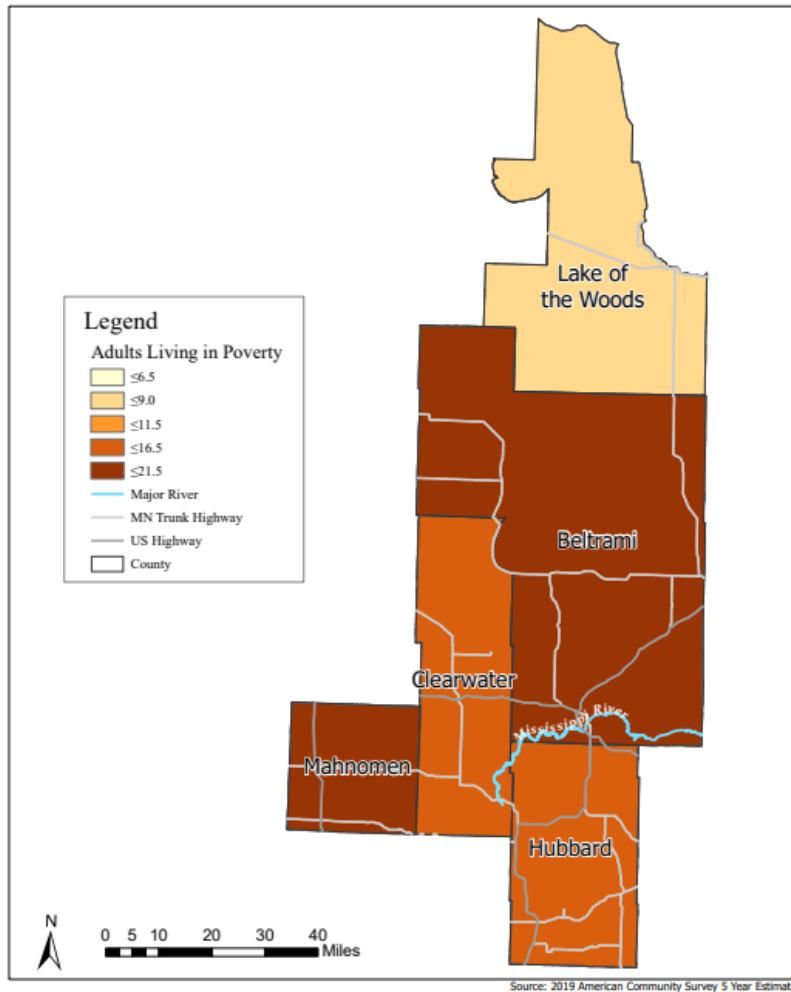 Lake of
the Woods
Legend
Adults Living in Poverty
≤6.5
≤9.0
≤11.5
≤16.5
≤21.5
Major River
MN Trunk Highway
US Highway
County
Beltrami
Clearwater
Mississippi River
Mahnomen
Hubbard
N
0 5 10 20 30 40
Miles
Source: 2019 American Community Survey 5 Year Estimat